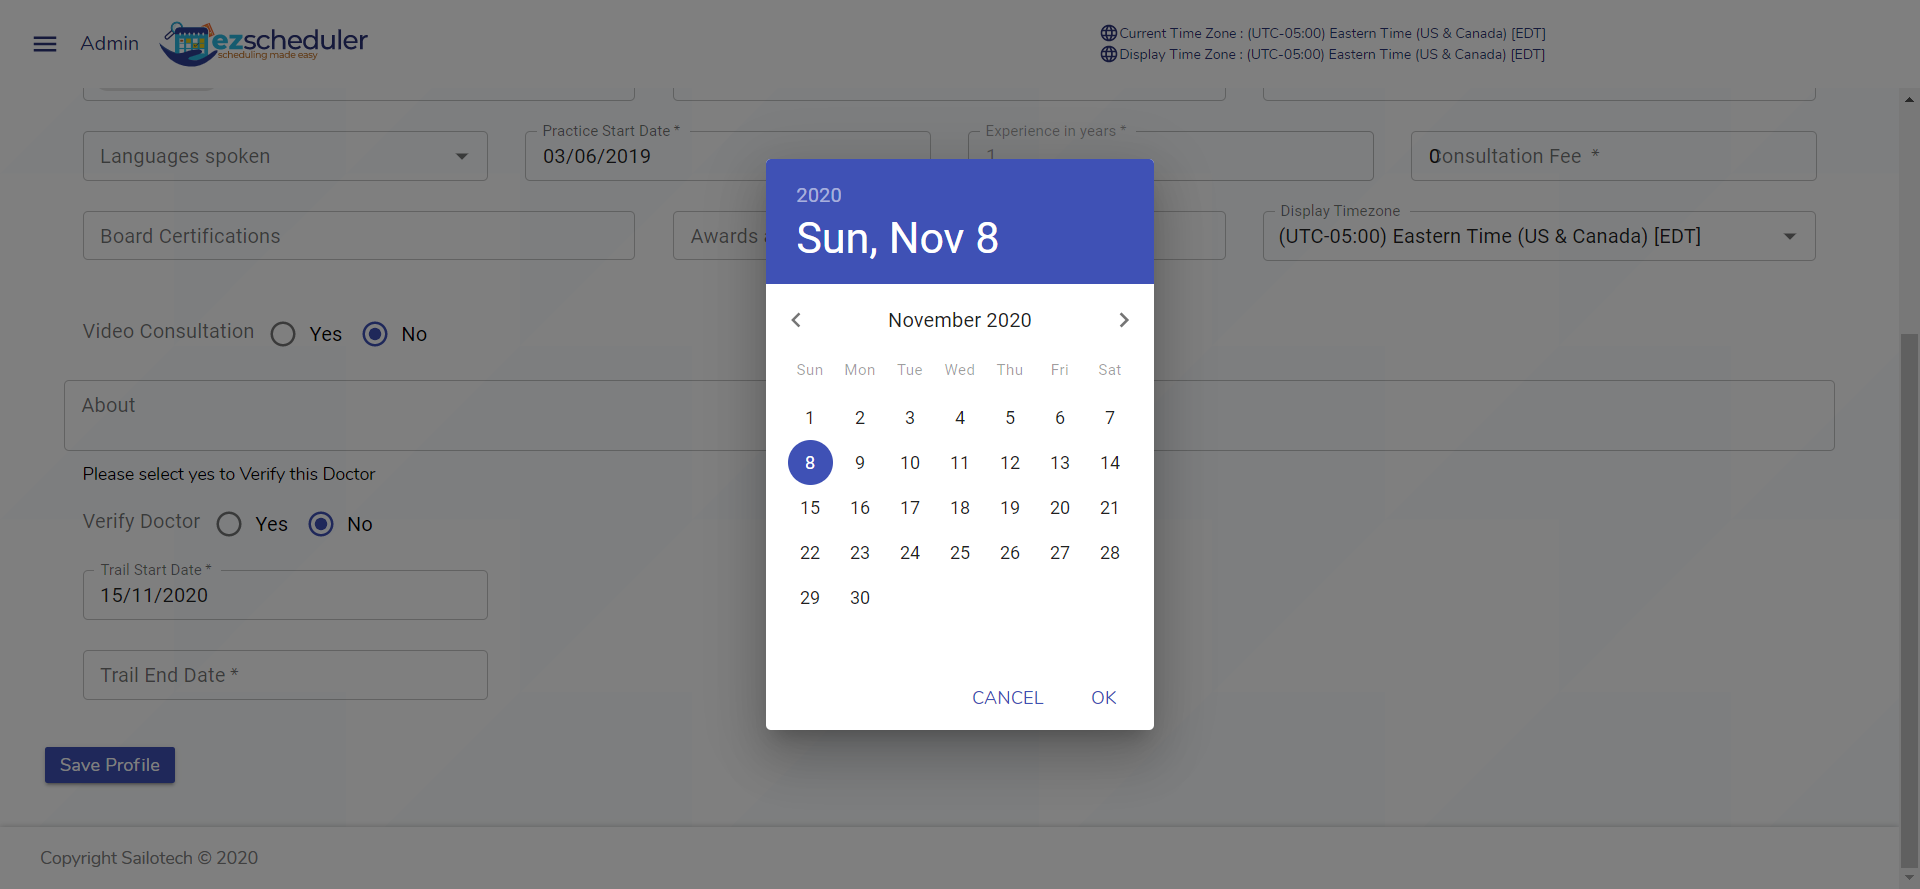 Admin
ezscheduler
scheduling made easy
Current Time Zone : (UTC-05:00) Eastern Time (US & Canada) [EDT]
Display Time Zone : (UTC-05:00) Eastern Time (US & Canada) [EDT]
Languages spoken
Practice Start Date *
03/06/2019
Experience in years *
1
0
Consultation Fee *
Board Certifications
Awards
Display Timezone
(UTC-05:00) Eastern Time (US & Canada) [EDT]
Video Consultation Yes No
About
Please select yes to Verify this Doctor
Verify Doctor Yes No
Trail Start Date *
15/11/2020
Trail End Date *
Save Profile
Copyright Sailotech © 2020
2020
Sun, Nov 8
November 2020
Sun Mon Tue Wed Thu Fri Sat
1 2 3 4 5 6 7
8 9 10 11 12 13 14
15 16 17 18 19 20 21
22 23 24 25 26 27 28
29 30
CANCEL OK